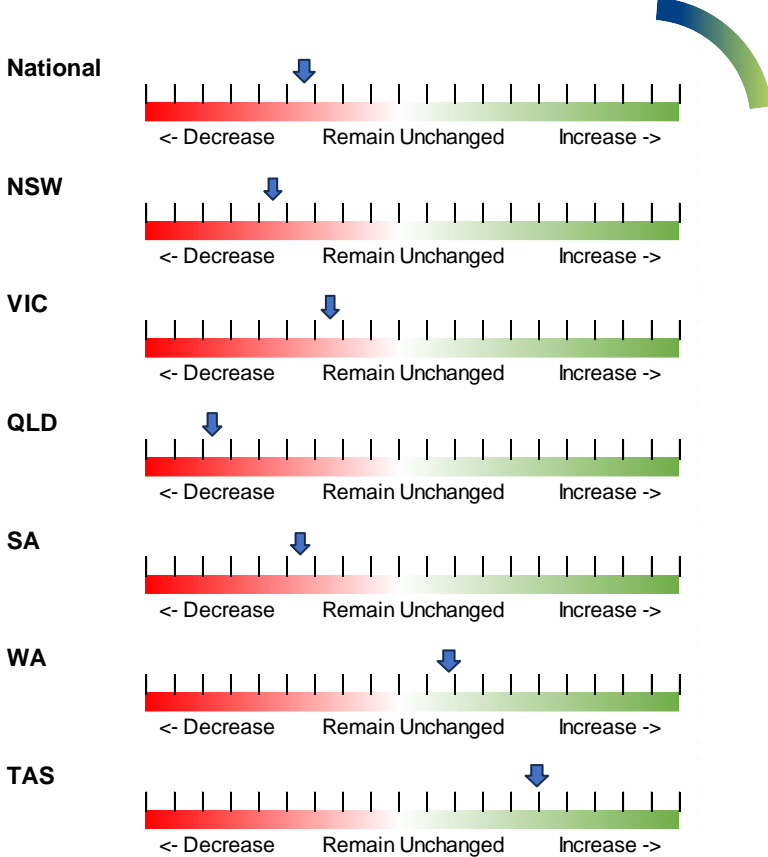 National
<- Decrease Remain Unchanged Increase ->
NSW
<- Decrease Remain Unchanged Increase ->
VIC
<- Decrease Remain Unchanged Increase ->
QLD
<- Decrease Remain Unchanged Increase ->
SA
<- Decrease Remain Unchanged Increase ->
WA
<- Decrease Remain Unchanged Increase ->
TAS
<- Decrease Remain Unchanged Increase ->